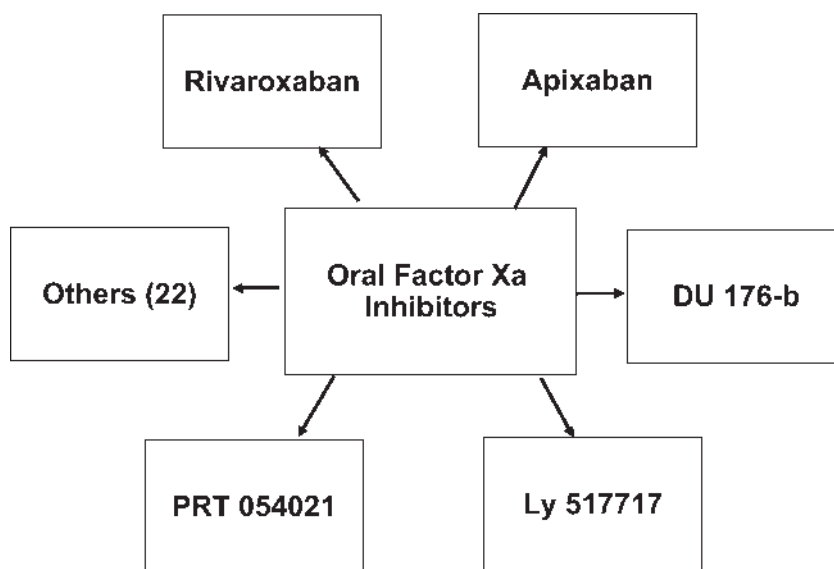 Rivaroxaban
Apixaban
Others (22)
Oral Factor Xa
Inhibitors
DU 176-b
PRT 054021
Ly 517717